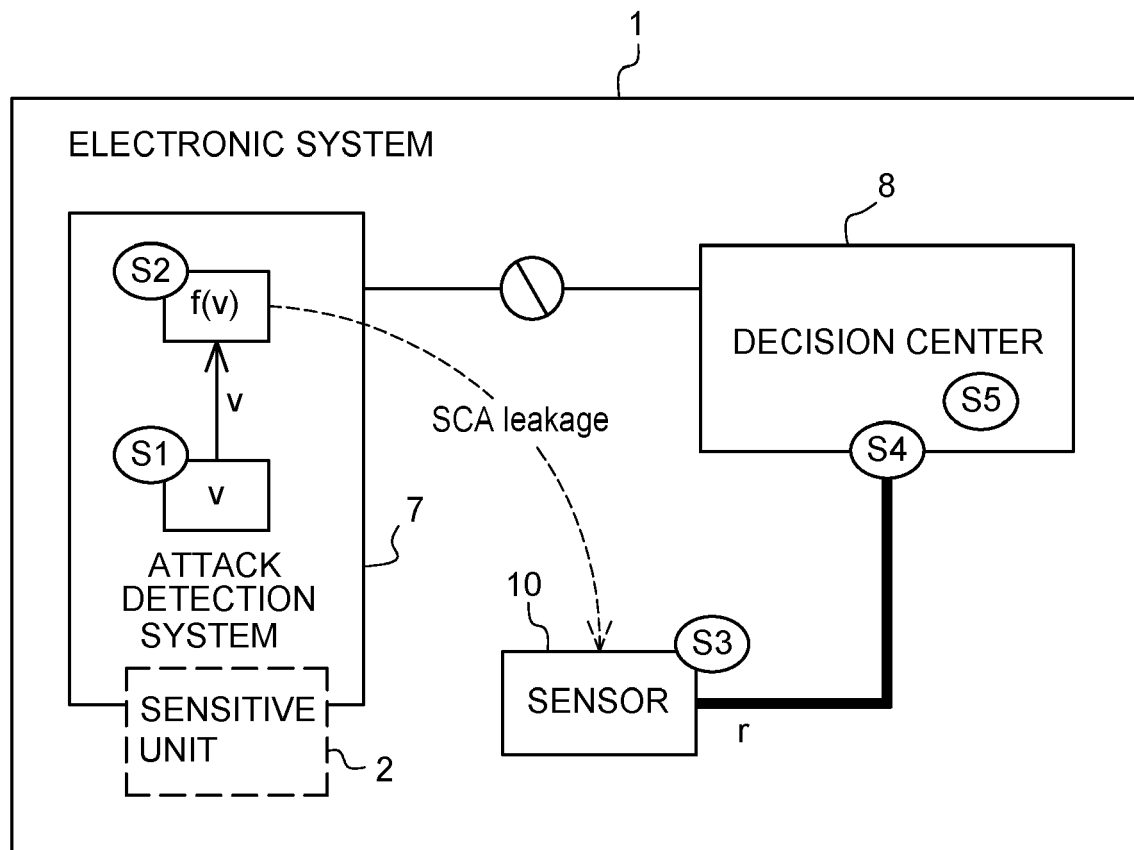 1
ELECTRONIC SYSTEM
8
S2
f(v)
DECISION CENTER
v
SCA leakage
S5
S1
S4
v
7
ATTACK
DETECTION
SYSTEM
10
S3
SENSOR
r
SENSITIVE
UNIT
2